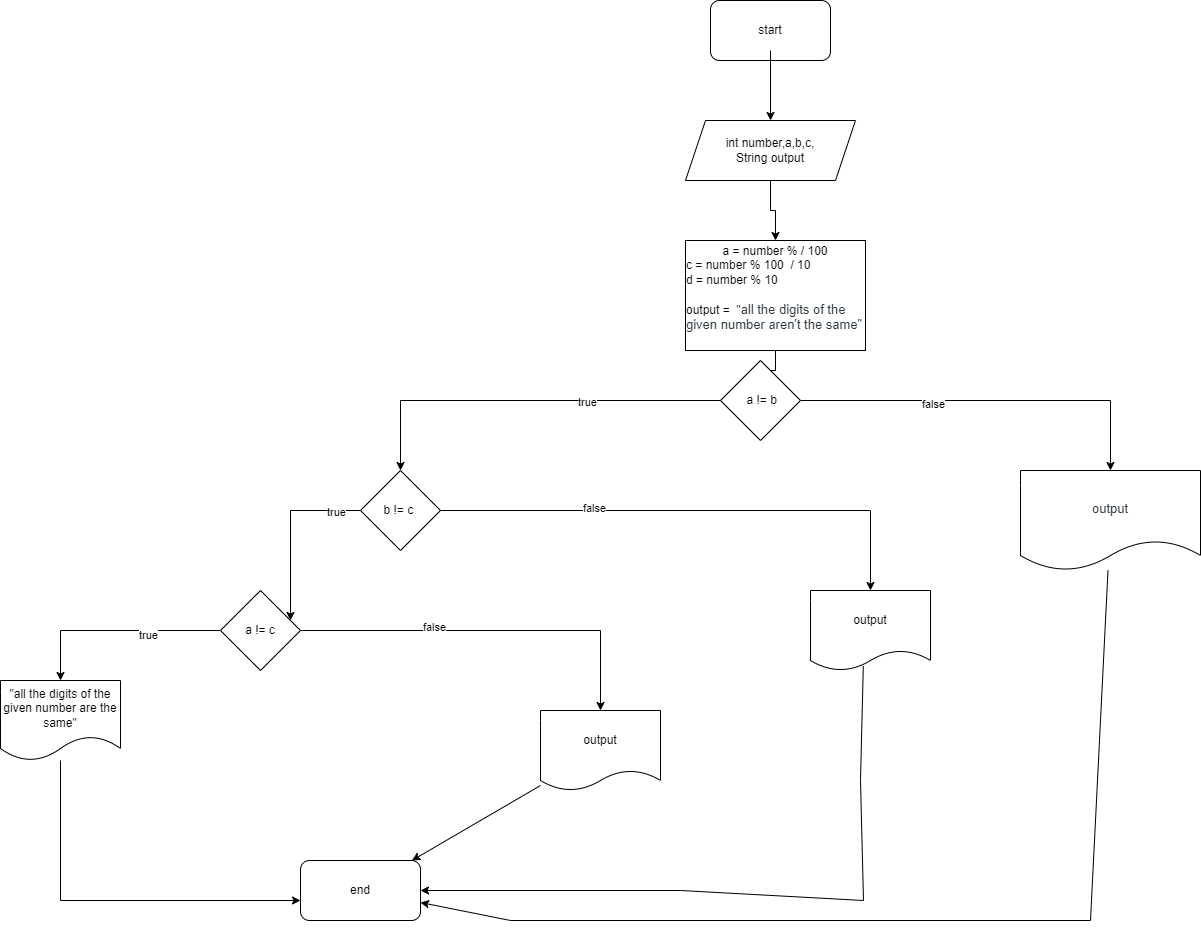 start
int number,a,b,c,
String output
a = number % / 100
c = number % 100 / 10
d = number % 10
output = "all the digits of the
given number aren't the same"
a != b
true
false
b != c
true
false
output
a != c
true
false
output
"all the digits of the
given number are the
same"
output
end